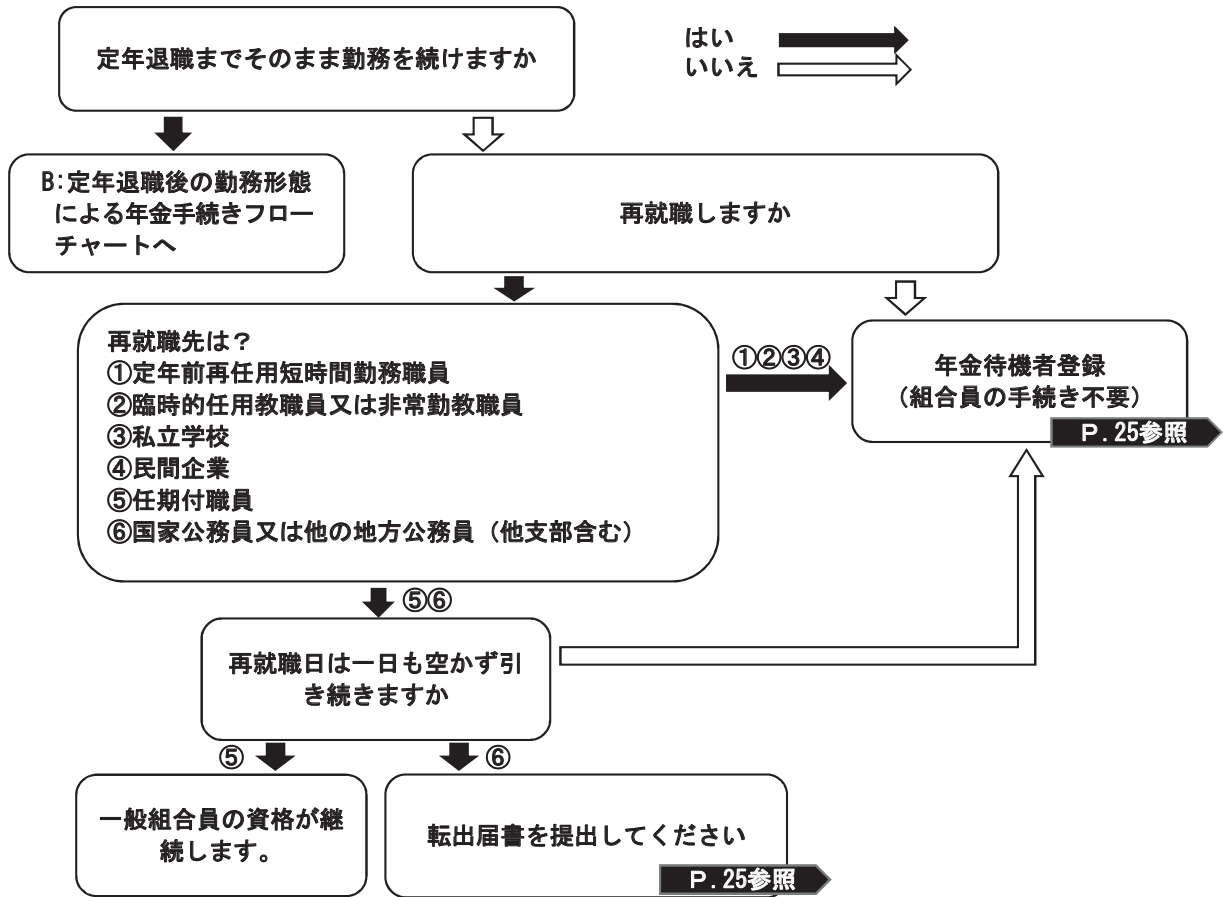 定年退職までそのまま勤務を続けますか
はい
いいえ
B:定年退職後の勤務形態
による年金手続きフロー
チャートへ
再就職しますか
再就職先は？
①定年前再任用短時間勤務職員
②臨時的任用教職員又は非常勤教職員
③私立学校
④民間企業
⑤任期付職員
⑥国家公務員又は他の地方公務員（他支部含む）
①②③④
年金待機者登録
（組合員の手続き不要）
Ｐ.25参照
⑤⑥
再就職日は一日も空かず引
き続きますか
⑤
⑥
一般組合員の資格が継
続します。
転出届書を提出してください
Ｐ.25参照